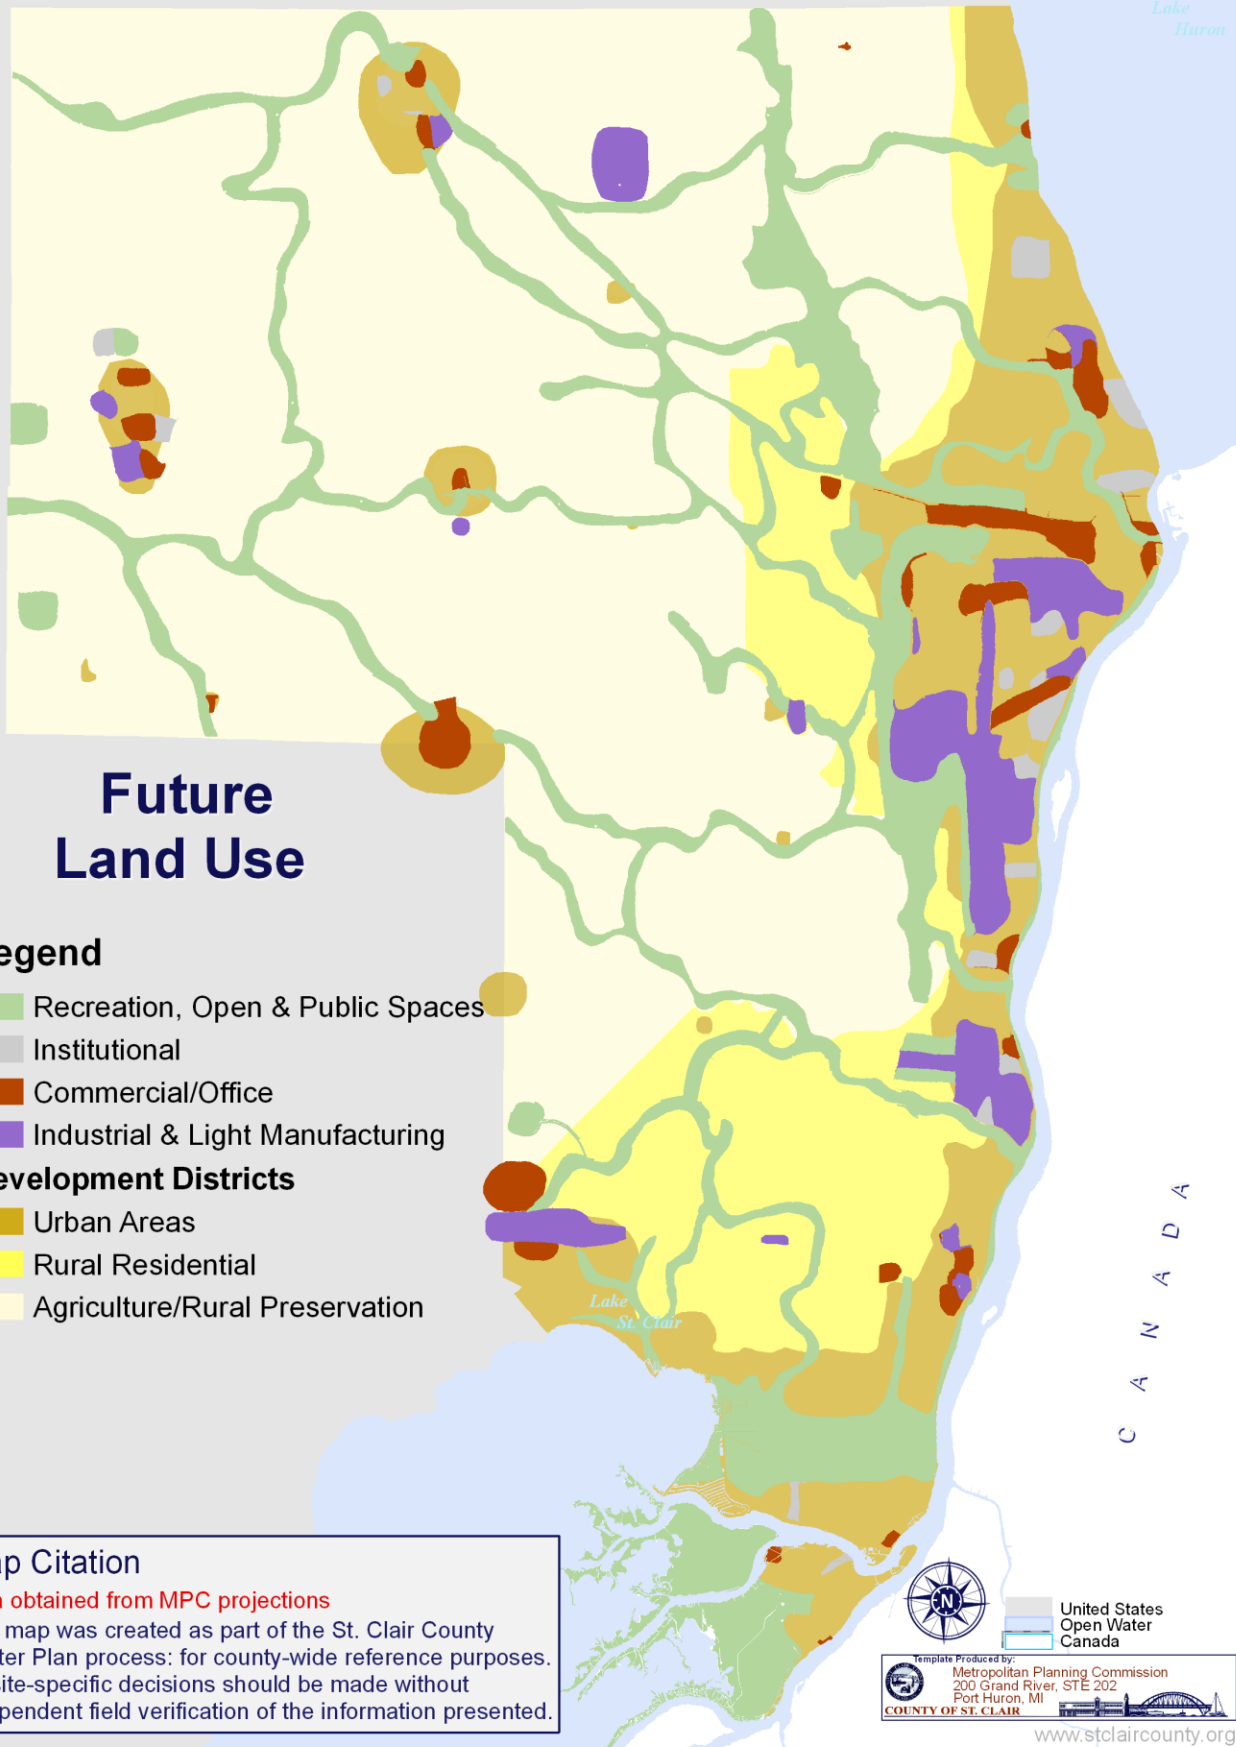 Lake
Huron
Future
Land Use
egend
Recreation, Open & Public Spaces
Institutional
Commercial/Office
Industrial & Light Manufacturing
evelopment Districts
Urban Areas
Rural Residential
Agriculture/Rural Preservation
Lake
St. Clair
CANADA
p Citation
obtained from MPC projections
map was created as part of the St. Clair County
ter Plan process: for county-wide reference purposes.
ite-specific decisions should be made without
pendent field verification of the information presented.
N
United States
Open Water
Canada
Template Produced by:
Metropolitan Planning Commission
200 Grand River, STE 202
Port Huron, MI
COUNTY OF ST. CLAIR
www.stclaircounty.org